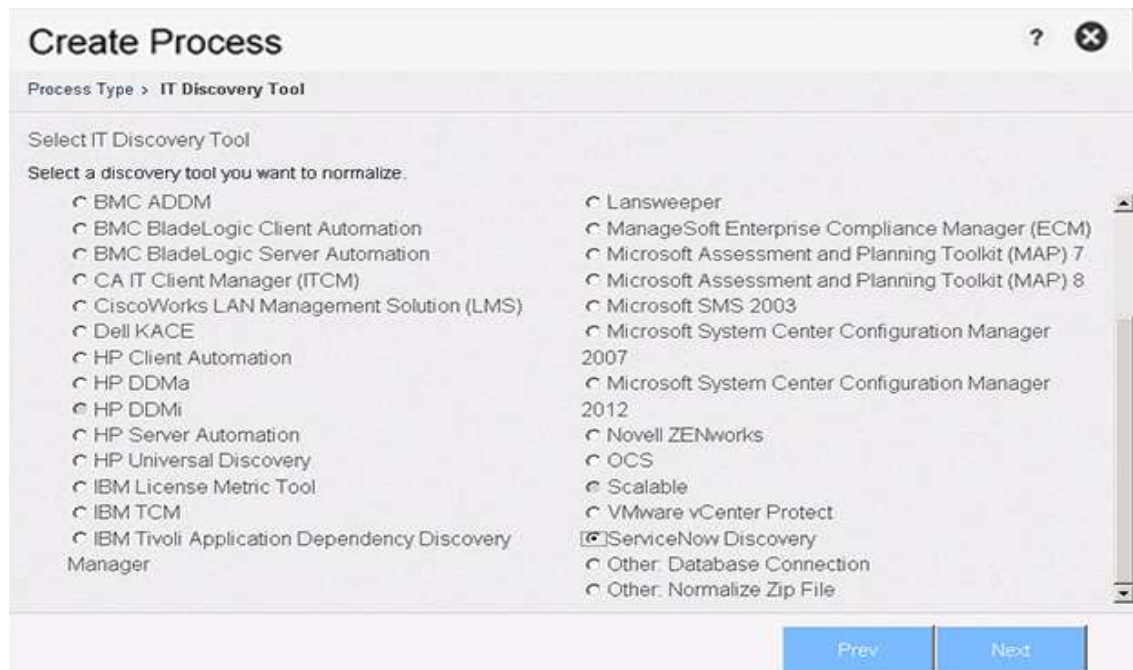 Create Process
?
Process Type > IT Discovery Tool
Select IT Discovery Tool
Select a discovery tool you want to normalize.
BMC ADDM
BMC BladeLogic Client Automation
BMC BladeLogic Server Automation
CA IT Client Manager (ITCM)
CiscoWorks LAN Management Solution (LMS)
Dell KACE
HP Client Automation
HP DDMa
HP DDMi
HP Server Automation
HP Universal Discovery
IBM License Metric Tool
IBM TCM
IBM Tivoli Application Dependency Discovery
Manager
Lansweeper
ManageSoft Enterprise Compliance Manager (ECM)
Microsoft Assessment and Planning Toolkit (MAP) 7
Microsoft Assessment and Planning Toolkit (MAP) 8
Microsoft SMS 2003
Microsoft System Center Configuration Manager
2007
Microsoft System Center Configuration Manager
2012
Novell ZENworks
OCS
Scalable
VMware vCenter Protect
ServiceNow Discovery
Other: Database Connection
Other: Normalize Zip File
Prev
Next